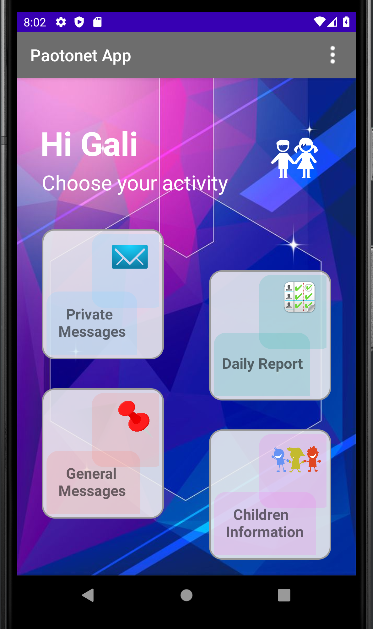 8:02
Paotonet App
Hi Gali
Choose your activity
Private
Messages
Daily Report
General
Messages
Children
Information